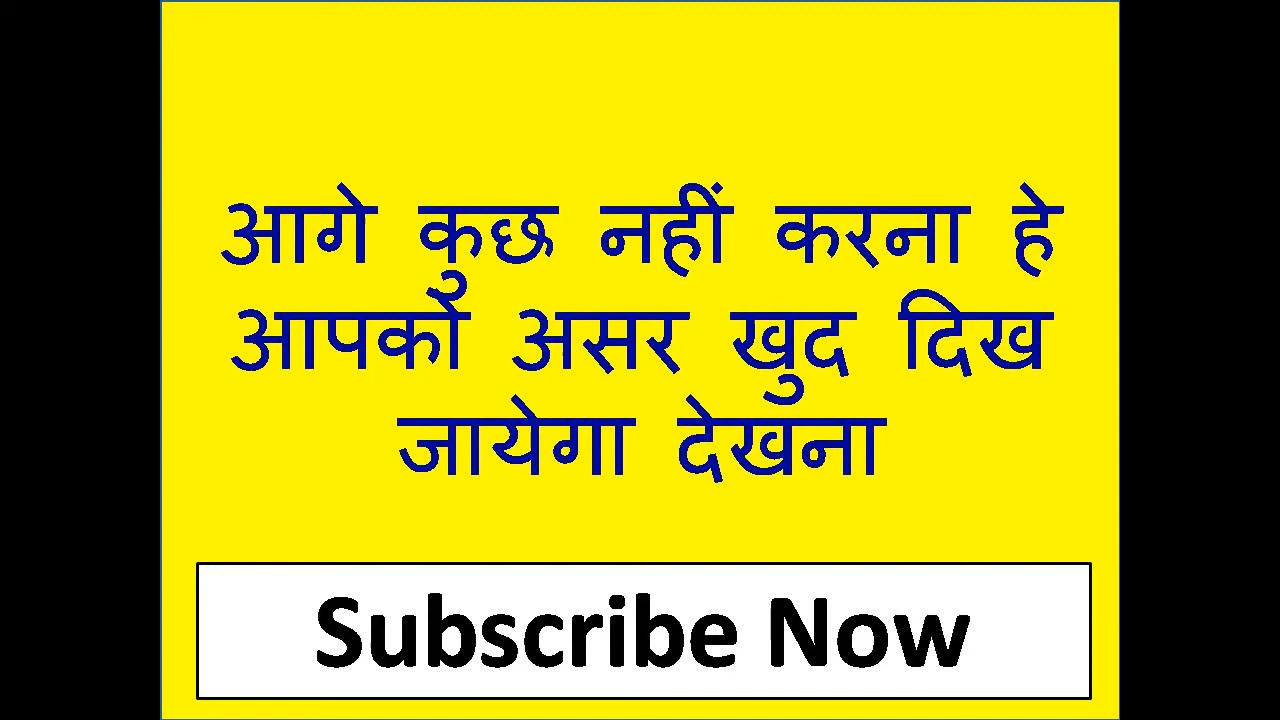 आगे कुछ नहीं करना हे
आपको असर खुद दिख
जायेगा देखना
Subscribe Now